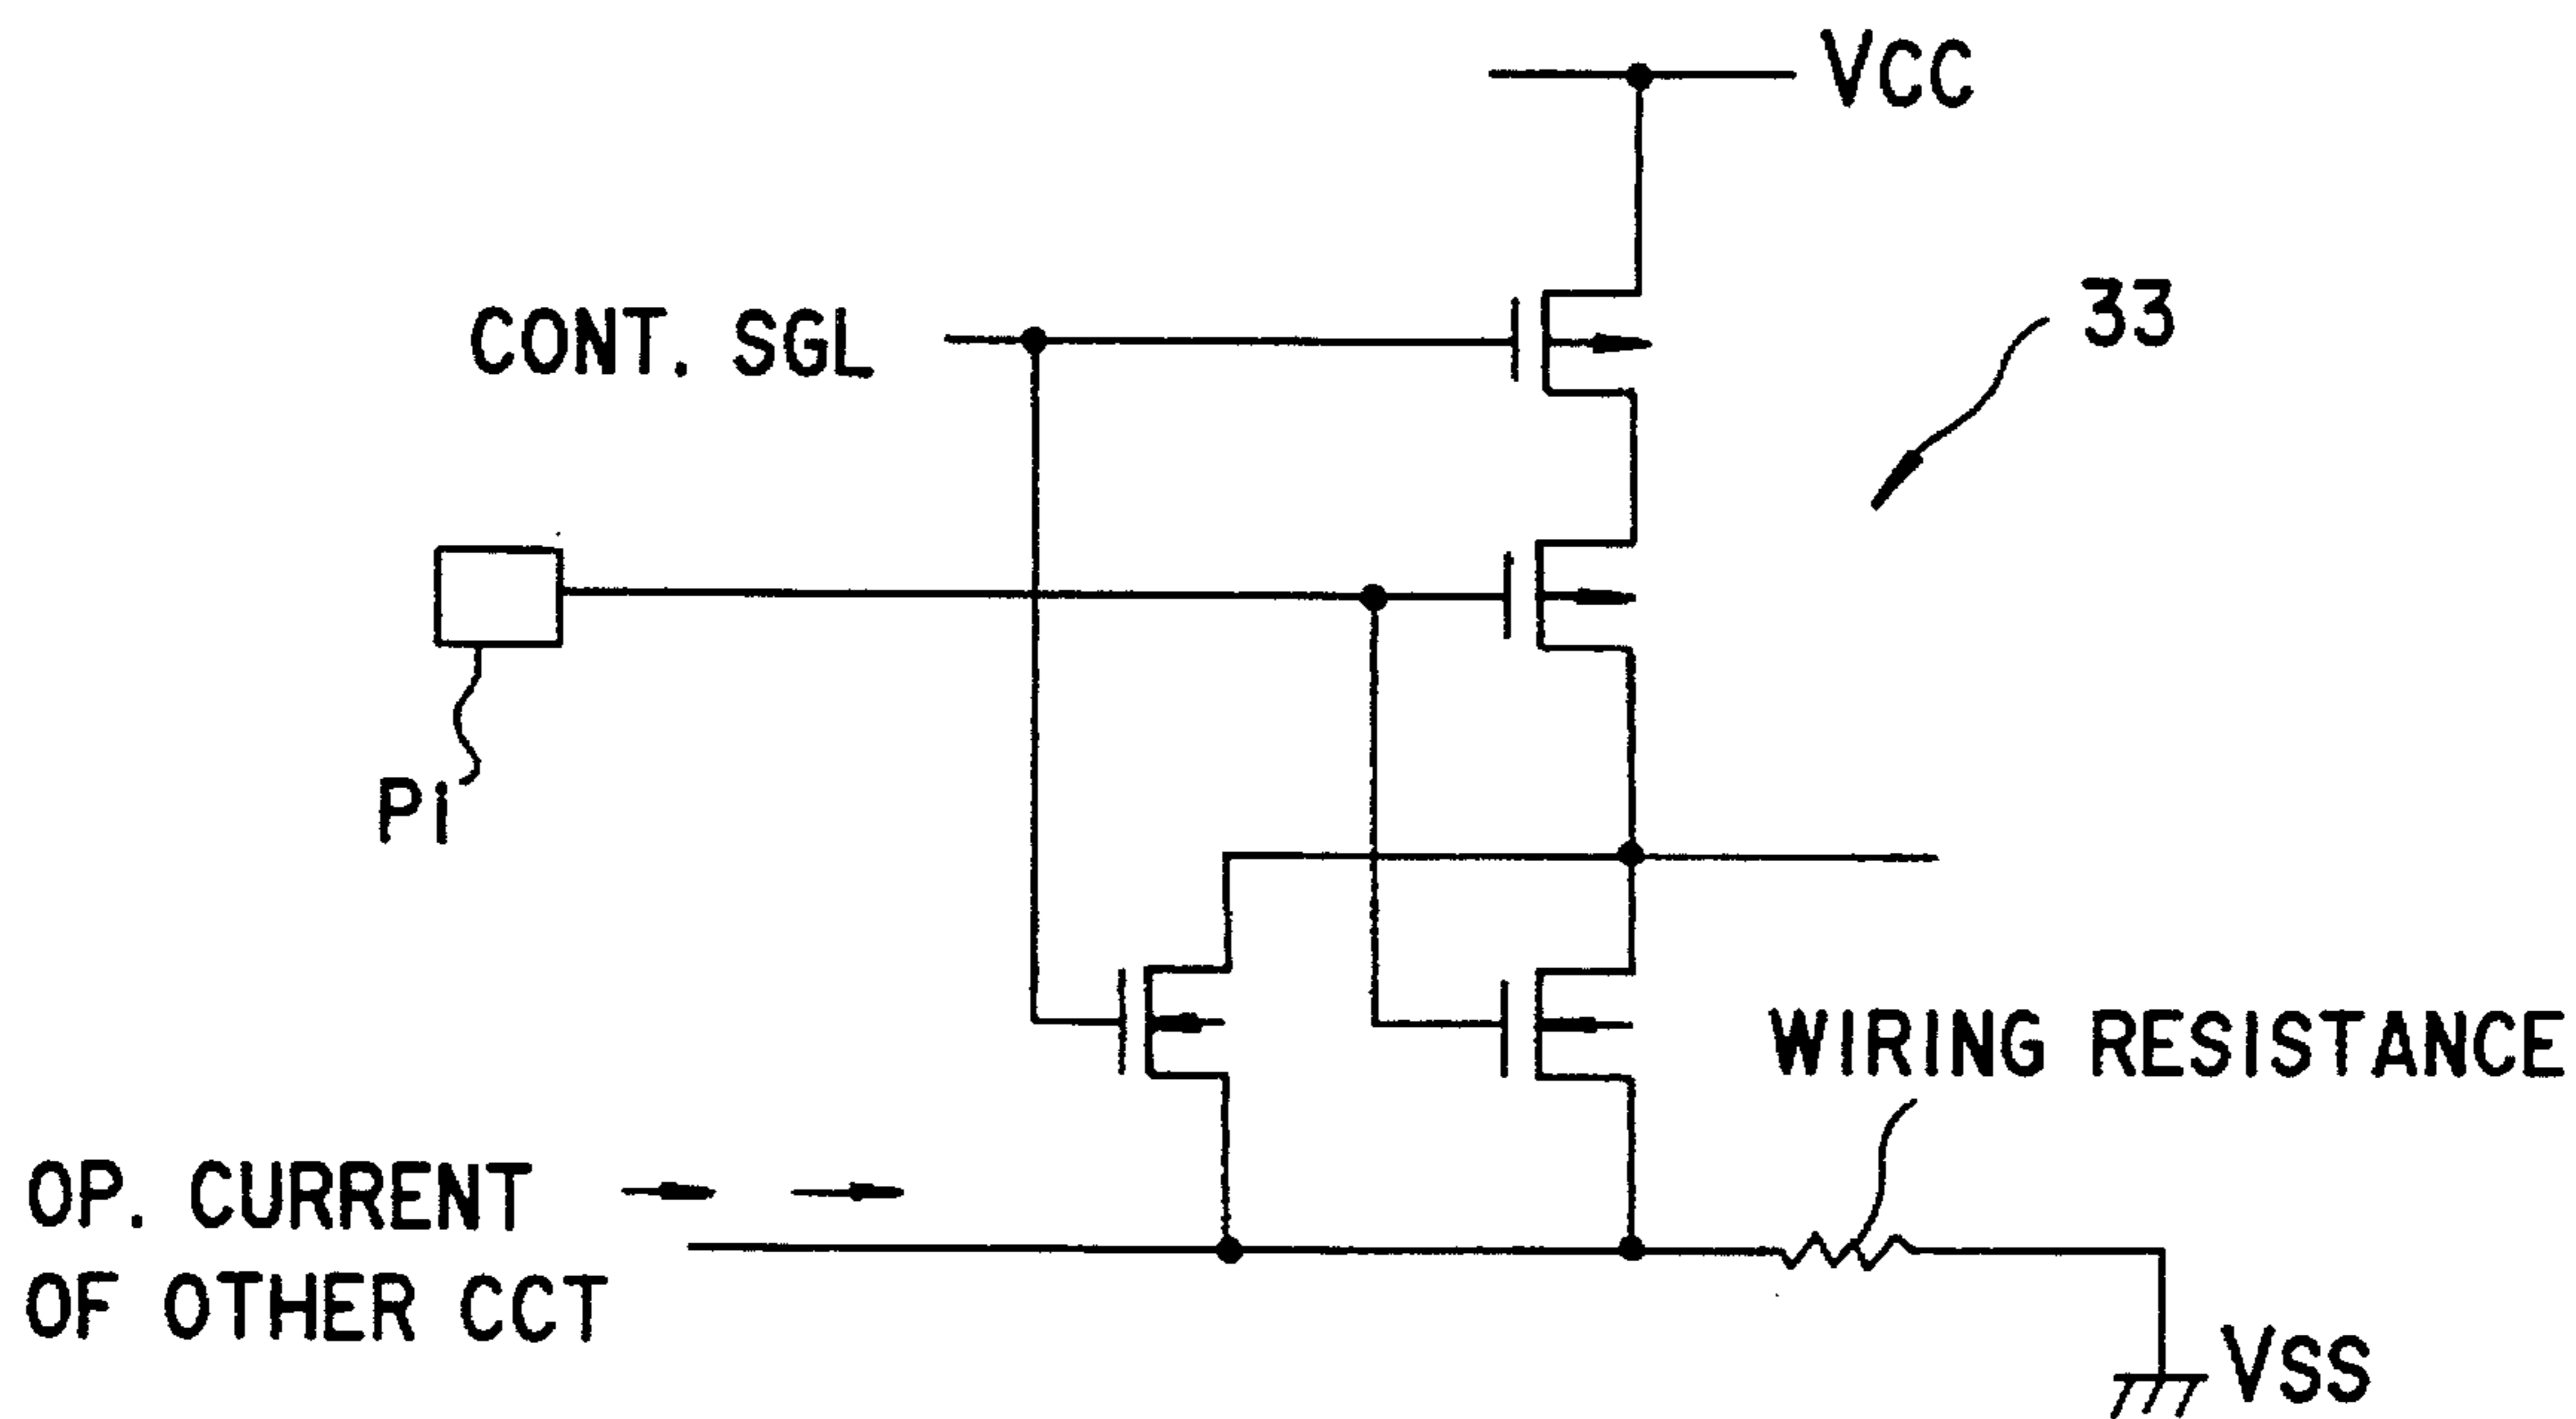 VCC
CONT. SGL
33
Pi
WIRING RESISTANCE
OP. CURRENT
OF OTHER CCT
VSS